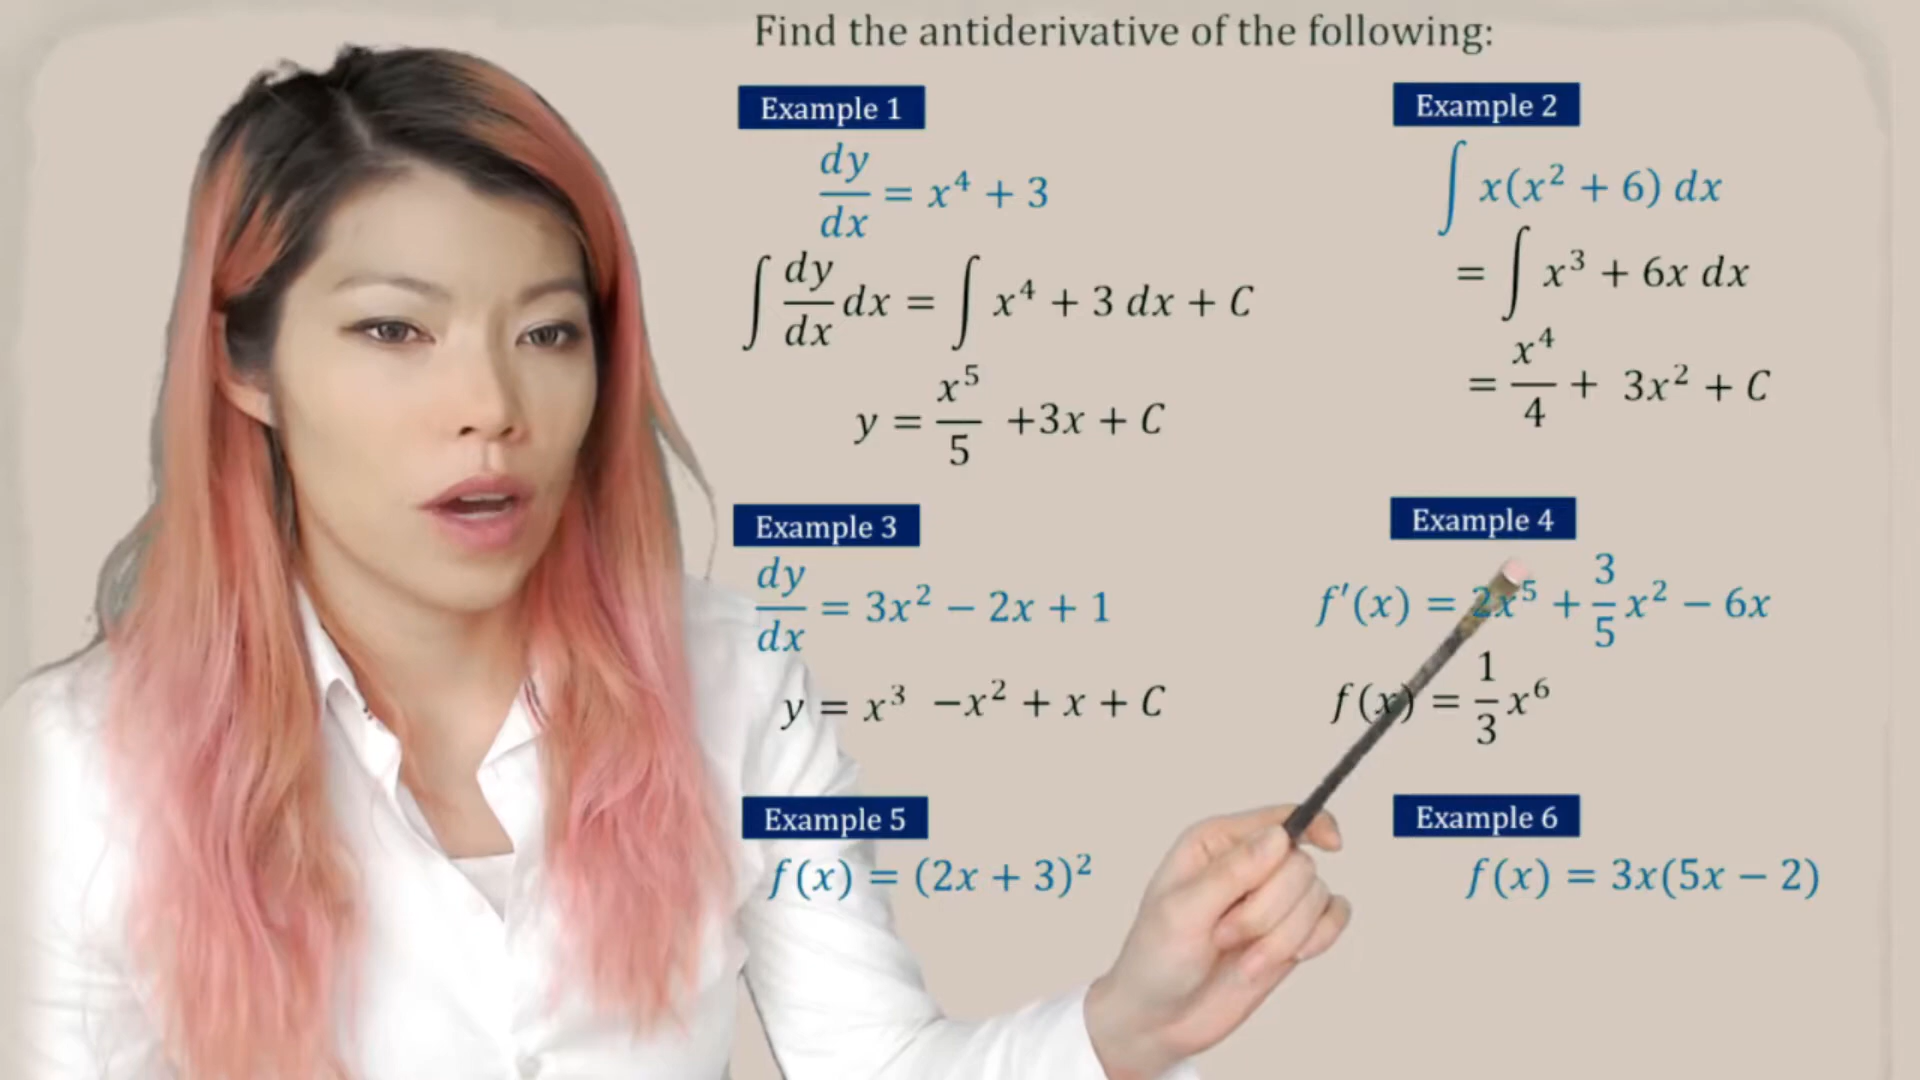 Find the antiderivative of the following:
Example 1
dy/dx = x⁴ + 3
∫ dy/dx dx = ∫ x⁴ + 3 dx + C
y = x⁵/5 +3x + C
Example 2
∫ x(x² + 6) dx
= ∫ x³ + 6x dx
= x⁴/4 + 3x² + C
Example 3
dy/dx = 3x² − 2x + 1
y = x³ −x² + x + C
Example 4
f′(x) = 2x⁵ + 3/5 x² − 6x
f(x) = 1/3 x⁶
Example 5
f(x) = (2x + 3)²
Example 6
f(x) = 3x(5x − 2)